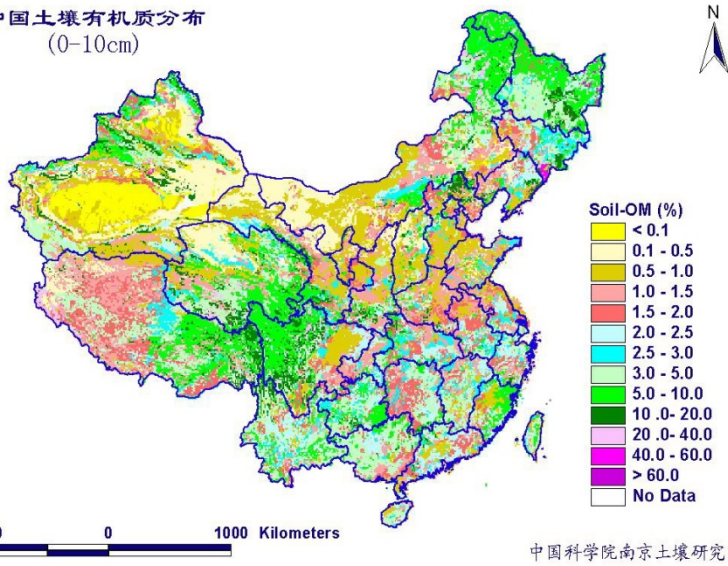 国土壤有机质分布
(0-10cm)
N
Soil-OM (%)
< 0.1
0.1 - 0.5
0.5 - 1.0
1.0 - 1.5
1.5 - 2.0
2.0 - 2.5
2.5 - 3.0
3.0 - 5.0
5.0 - 10.0
10 .0- 20.0
20 .0- 40.0
40.0 - 60.0
> 60.0
No Data
0
1000 Kilometers
中国科学院南京土壤研究